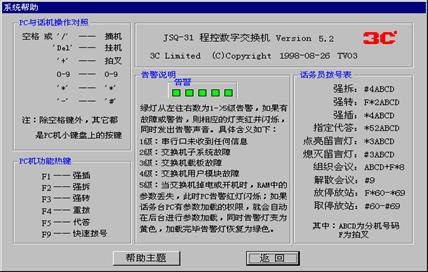 系统帮助
PC与话机操作对照
空格 或 '/' —— 摘机
'Del' —— 挂机
'+' —— 拍叉
0-9 —— 0-9
'*' —— '*'
'-' —— '#'
注：除空格键外，其它都
是PC机小键盘上的按键
PC机功能热键
F1 —— 强插
F2 —— 强拆
F3 —— 强转
F4 —— 重拨
F5 —— 代答
F9 —— 快速拨号
JSQ-31 程控数字交换机 Version 5.2
3C Limited (C)Copyright 1998-08-26 TV03
3C
告警说明
告警
绿灯从左往右数为1~5级告警，如果有
故障或警告，则相应的灯变红并闪烁，
同时发出告警声音。具体含义如下：
1级：串行口未收到任何信息
2级：交换机子系统故障
3级：交换机载板故障
4级：交换机用户模块故障
5级：当交换机掉电或开机时，RAM中的
参数丢失，此时PC告警红灯闪烁；如果
话务台PC有参数加载的权限，就会自动
在后台进行参数加载，同时告警灯变为
黄色，加载完毕告警灯恢复为绿色。
话务员拨号表
强拆： #4ABCD
强转： F*2ABCD
强插： #4ABCD
指定代答： *52ABCD
点亮留言灯： *3ABCD
熄灭留言灯： #3ABCD
组织会议： ABCD+F*8
解散会议： #9
放停放站： F*60-*69
取停放站： #60-#69
其中：ABCD为分机号码
F为拍叉
帮助主题
返 回